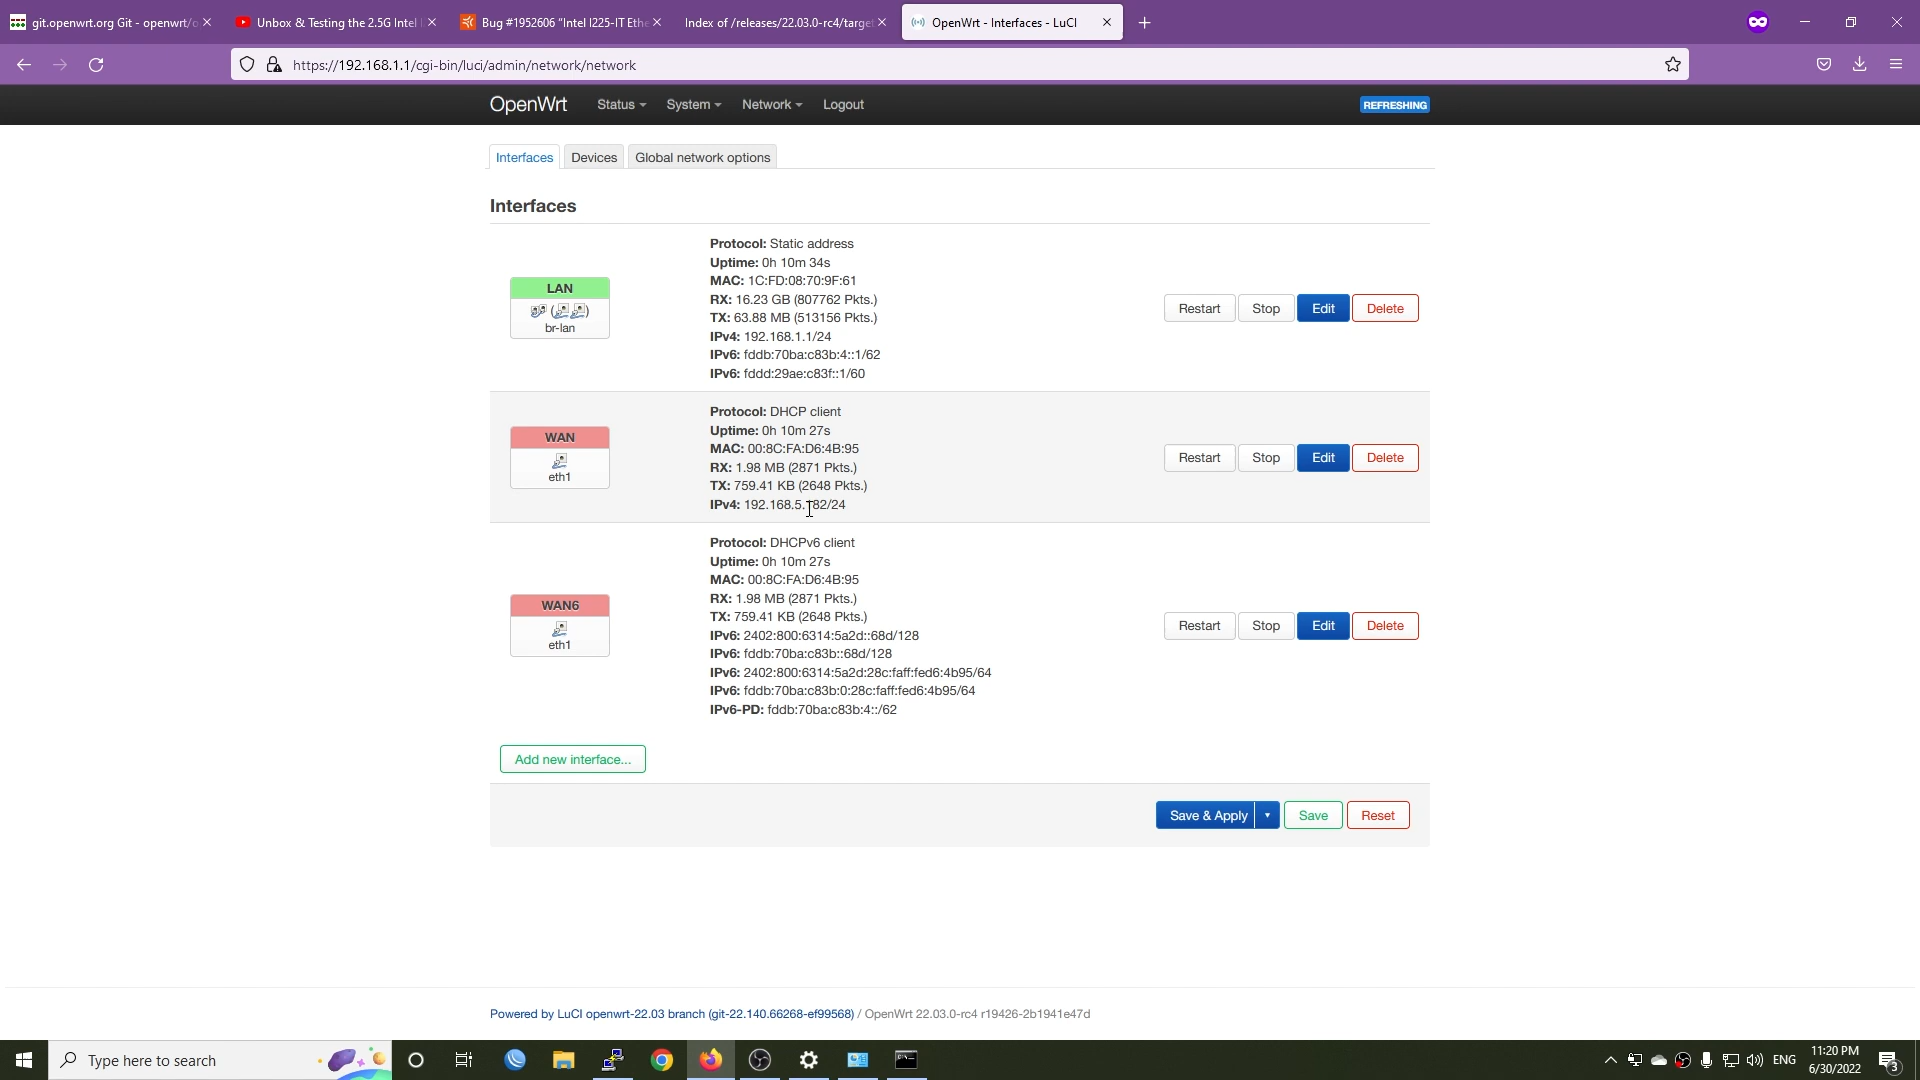 git.openwrt.org Git - openwrt/o
Unbox & Testing the 2.5G Intel
Bug #1952606 "Intel I225-IT Ethe
Index of /releases/22.03.0-rc4/targe
OpenWrt - Interfaces - LuCI
https://192.168.1.1/cgi-bin/luci/admin/network/network
OpenWrt Status System Network Logout REFRESHING
Interfaces Devices Global network options
Interfaces
LAN
br-lan
Protocol: Static address
Uptime: 0h 10m 34s
MAC: 1C:FD:08:70:9F:61
RX: 16.23 GB (807762 Pkts.)
TX: 63.88 MB (513156 Pkts.)
IPv4: 192.168.1.1/24
IPv6: fddb:70ba:c83b:4::1/62
IPv6: fddd:29ae:c83f::1/60
Restart Stop Edit Delete
WAN
eth1
Protocol: DHCP client
Uptime: 0h 10m 27s
MAC: 00:8C:FA:D6:4B:95
RX: 1.98 MB (2871 Pkts.)
TX: 759.41 KB (2648 Pkts.)
IPv4:
Restart Stop Edit Delete
WAN6
eth1
Protocol: DHCPv6 client
Uptime: 0h 10m 27s
MAC: 00:8C:FA:D6:4B:95
RX: 1.98 MB (2871 Pkts.)
TX: 759.41 KB (2648 Pkts.)
IPv6: 2402:800:6314:5a2d::68d/128
IPv6: fddb:70ba:c83b::68d/128
IPv6: 2402:800:6314:5a2d:28c:faff:fed6:4b95/64
IPv6: fddb:70ba:c83b:0:28c:faff:fed6:4b95/64
IPv6-PD: fddb:70ba:c83b:4::/62
Restart Stop Edit Delete
Add new interface...
Save & Apply Save Reset
Powered by LuCI openwrt-22.03 branch (git-22.140.66268-ef99568) / OpenWrt 22.03.0-rc4 r19426-2b1941e47d
Type here to search
ENG
11:20 PM
6/30/2022
3